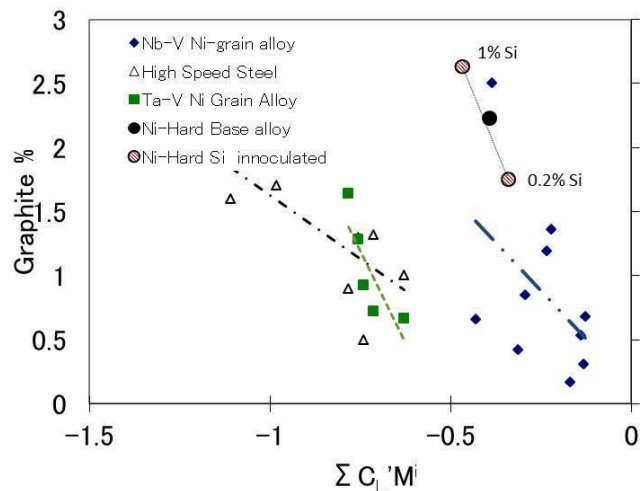 3
2.5
2
1.5
1
0.5
0
Graphite %
Nb-V Ni-grain alloy
High Speed Steel
Ta-V Ni Grain Alloy
Ni-Hard Base alloy
Ni-Hard Si innoculated
1% Si
0.2% Si
-1.5
-1
-0.5
0
Σ C_L'M^i